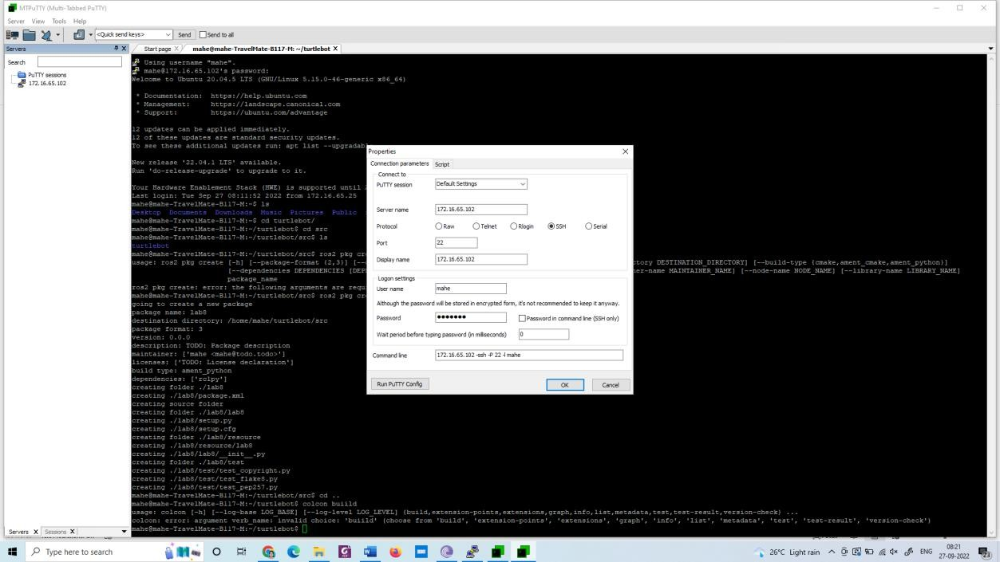 MTPuTTY (Multi-Tabbed PuTTY)
Server View Tools Help
<Quick send keys> Send Send to all
Servers
Start page X mahe@mahe-TravelMate-B117-M: ~/turtlebot X
Search
PuTTY sessions
172.16.65.102
Using username "mahe".
mahe@172.16.65.102's password:
Welcome to Ubuntu 20.04.5 LTS (GNU/Linux 5.15.0-46-generic x86_64)
* Documentation: https://help.ubuntu.com
* Management: https://landscape.canonical.com
* Support: https://ubuntu.com/advantage
12 updates can be applied immediately.
12 of these updates are standard security updates.
To see these additional updates run: apt list --upgradabl
New release '22.04.1 LTS' available.
Run 'do-release-upgrade' to upgrade to it.
Your Hardware Enablement Stack (HWE) is supported until
Last login: Tue Sep 27 08:11:52 2022 from 172.16.65.25
mahe@mahe-TravelMate-B117-M:~$ ls
Desktop Documents Downloads Music Pictures Public
mahe@mahe-TravelMate-B117-M:~$ cd turtlebot/
mahe@mahe-TravelMate-B117-M:~/turtlebot$ cd src
mahe@mahe-TravelMate-B117-M:~/turtlebot/src$ ls
turtlebot
mahe@mahe-TravelMate-B117-M:~/turtlebot/src$ ros2 pkg cr
usage: ros2 pkg create [-h] [--package-format {2,3}] [-- ctory DESTINATION_DIRECTORY] [--build-type {cmake,ament_cmake,ament_python}]
[--dependencies DEPENDENCIES [DEP ner-name MAINTAINER_NAME] [--node-name NODE_NAME] [--library-name LIBRARY_NAME]
package_name
ros2 pkg create: error: the following arguments are requ
mahe@mahe-TravelMate-B117-M:~/turtlebot/src$ ros2 pkg cr
going to create a new package
package name: lab8
destination directory: /home/mahe/turtlebot/src
package format: 3
version: 0.0.0
description: TODO: Package description
maintainer: ['mahe <mahe@todo.todo>']
licenses: ['TODO: License declaration']
build type: ament_python
dependencies: ['rclpy']
creating folder ./lab8
creating ./lab8/package.xml
creating source folder
creating folder ./lab8/lab8
creating ./lab8/setup.py
creating ./lab8/setup.cfg
creating folder ./lab8/resource
creating ./lab8/resource/lab8
creating ./lab8/lab8/__init__.py
creating folder ./lab8/test
creating ./lab8/test/test_copyright.py
creating ./lab8/test/test_flake8.py
creating ./lab8/test/test_pep257.py
mahe@mahe-TravelMate-B117-M:~/turtlebot/src$ cd ..
mahe@mahe-TravelMate-B117-M:~/turtlebot$ colcon buiild
usage: colcon [-h] [--log-base LOG_BASE] [--log-level LOG_LEVEL] {build,extension-points,extensions,graph,info,list,metadata,test,test-result,version-check} ...
colcon: error: argument verb_name: invalid choice: 'buiild' (choose from 'build', 'extension-points', 'extensions', 'graph', 'info', 'list', 'metadata', 'test', 'test-result', 'version-check')
mahe@mahe-TravelMate-B117-M:~/turtlebot$
Properties
Connection parameters Script
Connect to
PuTTY session Default Settings
Server name 172.16.65.102
Protocol Raw Telnet Rlogin SSH Serial
Port 22
Display name 172.16.65.102
Logon settings
User name mahe
Although the password will be stored in encrypted form, it's not recommended to keep it anyway.
Password ●●●●●●● Password in command line (SSH only)
Wait period before typing password (in milliseconds) 0
Command line 172.16.65.102 -ssh -P 22 -l mahe
Run PuTTY Config OK Cancel
Servers X Sessions X
Type here to search
26°C Light rain ENG 08:21
27-09-2022
23